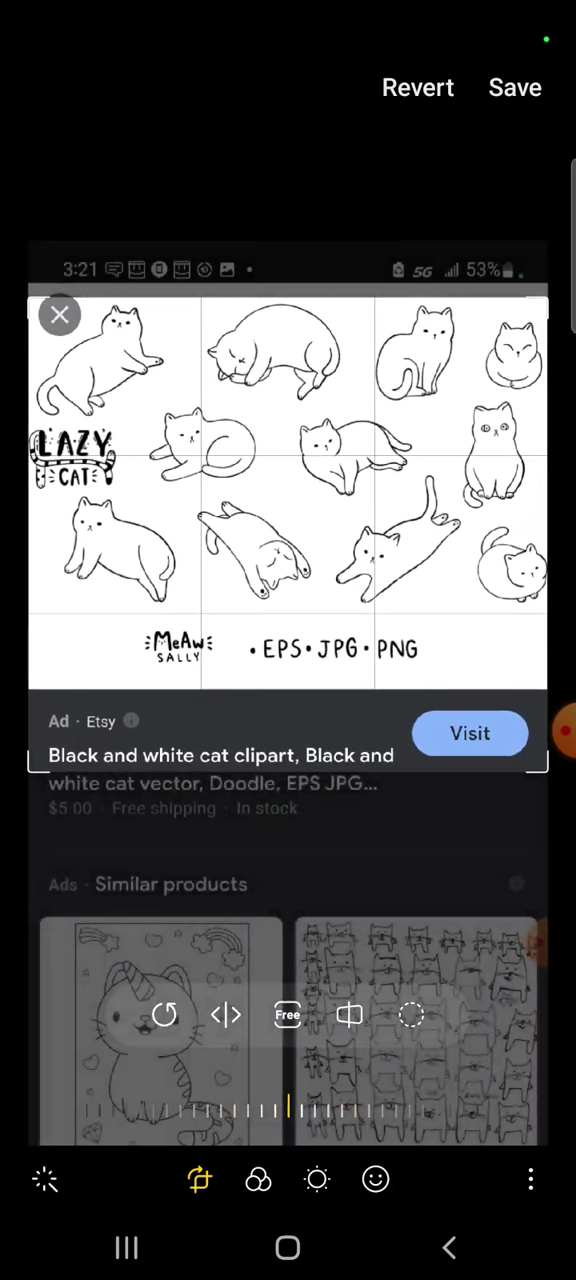 Revert Save
3:21 5G 53%
LAZY
CAT
MeAw
SALLY
• EPS • JPG • PNG
Ad · Etsy
Visit
Black and white cat clipart, Black and
white cat vector, Doodle, EPS JPG...
$5.00 · Free shipping · In stock
Ads · Similar products
Free